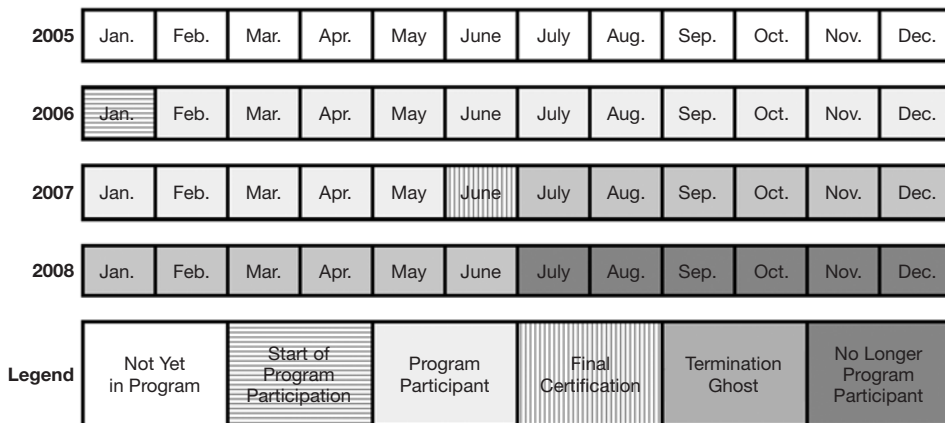 2005 Jan. Feb. Mar. Apr. May June July Aug. Sep. Oct. Nov. Dec.
2006 Jan. Feb. Mar. Apr. May June July Aug. Sep. Oct. Nov. Dec.
2007 Jan. Feb. Mar. Apr. May June July Aug. Sep. Oct. Nov. Dec.
2008 Jan. Feb. Mar. Apr. May June July Aug. Sep. Oct. Nov. Dec.
Legend
Not Yet
in Program
Start of
Program
Participation
Program
Participant
Final
Certification
Termination
Ghost
No Longer
Program
Participant